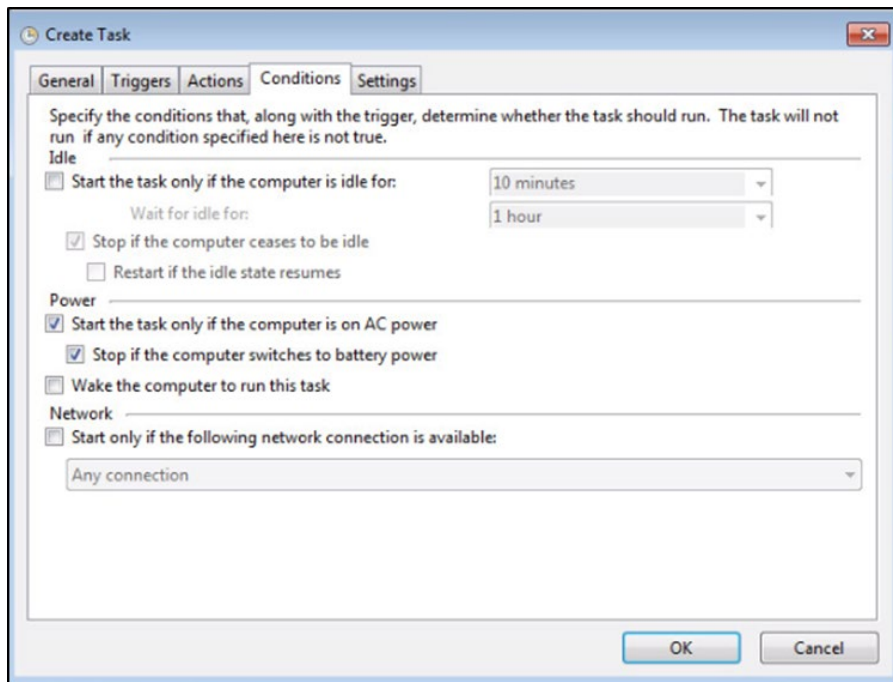 Create Task
General Triggers Actions Conditions Settings
Specify the conditions that, along with the trigger, determine whether the task should run. The task will not
run if any condition specified here is not true.
Idle
Start the task only if the computer is idle for: 10 minutes
Wait for idle for: 1 hour
Stop if the computer ceases to be idle
Restart if the idle state resumes
Power
Start the task only if the computer is on AC power
Stop if the computer switches to battery power
Wake the computer to run this task
Network
Start only if the following network connection is available:
Any connection
OK Cancel